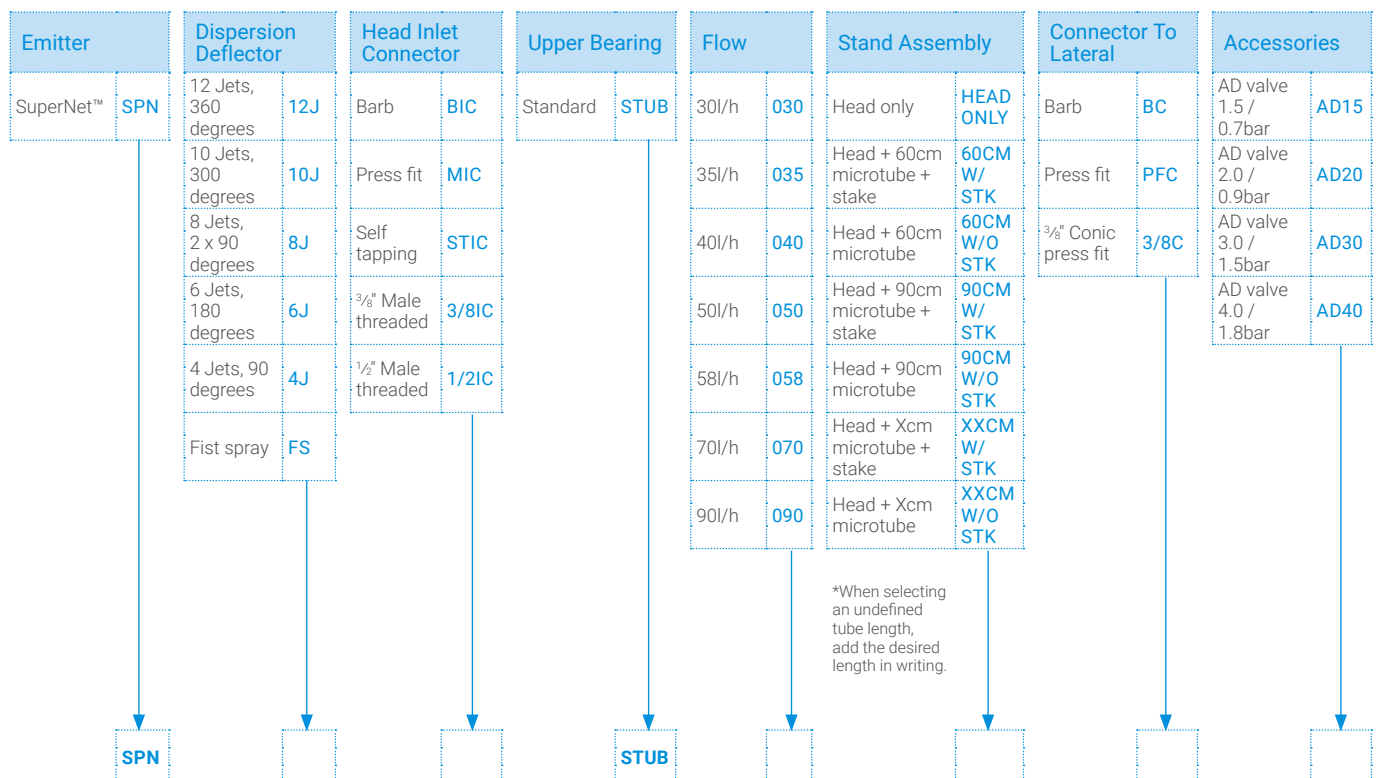 Emitter
SuperNet™ SPN
Dispersion
Deflector
12 Jets,
360
degrees
12J
10 Jets,
300
degrees
10J
8 Jets,
2 x 90
degrees
8J
6 Jets,
180
degrees
6J
4 Jets, 90
degrees
4J
Fist spray FS
Head Inlet
Connector
Barb BIC
Press fit MIC
Self
tapping
STIC
3⁄8" Male
threaded
3/8IC
1⁄2" Male
threaded
1/2IC
Upper Bearing
Standard STUB
Flow
30l/h 030
35l/h 035
40l/h 040
50l/h 050
58l/h 058
70l/h 070
90l/h 090
Stand Assembly
Head only
HEAD
ONLY
Head + 60cm
microtube +
stake
60CM
W/
STK
Head + 60cm
microtube
60CM
W/O
STK
Head + 90cm
microtube +
stake
90CM
W/
STK
Head + 90cm
microtube
90CM
W/O
STK
Head + Xcm
microtube +
stake
XXCM
W/
STK
Head + Xcm
microtube
XXCM
W/O
STK
*When selecting
an undefined
tube length,
add the desired
length in writing.
Connector To
Lateral
Barb BC
Press fit PFC
3⁄8" Conic
press fit
3/8C
Accessories
AD valve
1.5 /
0.7bar
AD15
AD valve
2.0 /
0.9bar
AD20
AD valve
3.0 /
1.5bar
AD30
AD valve
4.0 /
1.8bar
AD40
SPN STUB